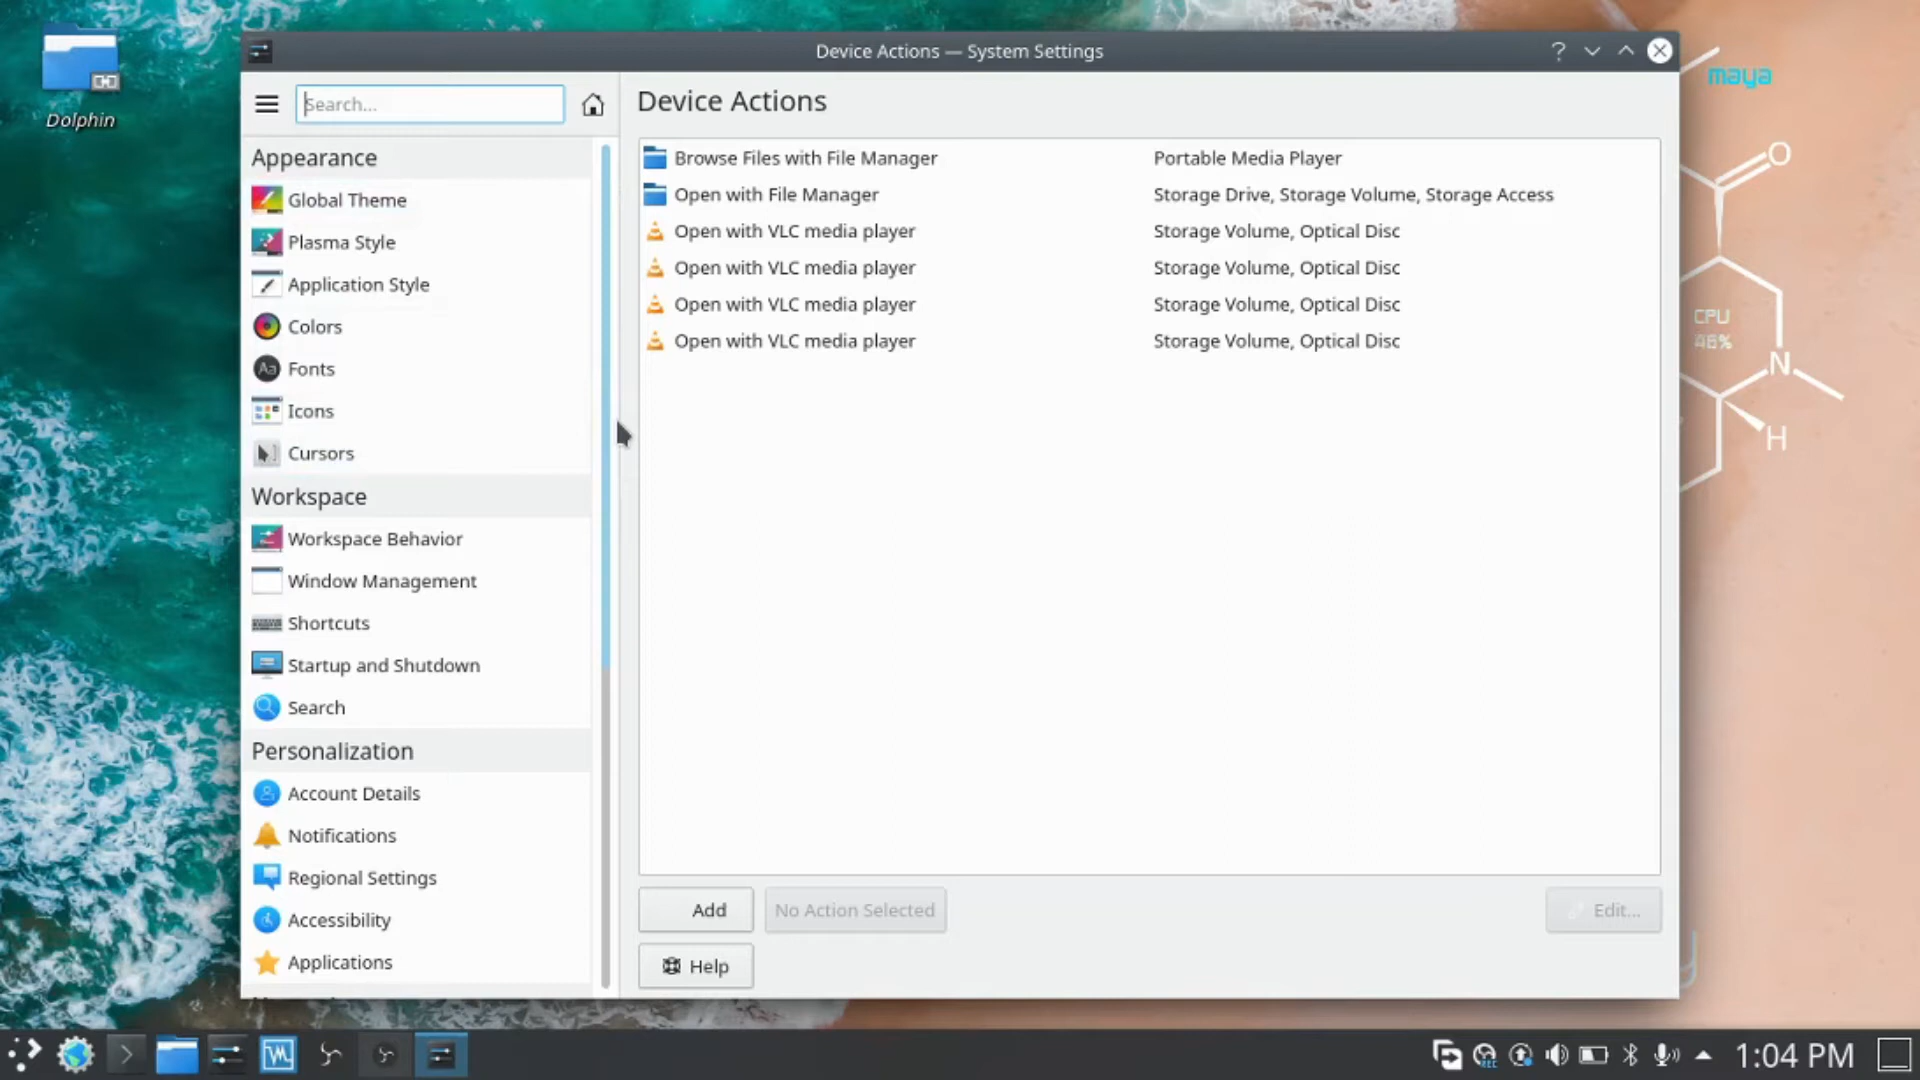 Dolphin
Device Actions — System Settings
maya
Search...
Device Actions
Appearance
Global Theme
Plasma Style
Application Style
Colors
Fonts
Icons
Cursors
Workspace
Workspace Behavior
Window Management
Shortcuts
Startup and Shutdown
Search
Personalization
Account Details
Notifications
Regional Settings
Accessibility
Applications
Browse Files with File Manager Portable Media Player
Open with File Manager Storage Drive, Storage Volume, Storage Access
Open with VLC media player Storage Volume, Optical Disc
Open with VLC media player Storage Volume, Optical Disc
Open with VLC media player Storage Volume, Optical Disc
Open with VLC media player Storage Volume, Optical Disc
Add No Action Selected Edit...
Help
O
CPU
46%
N
H
1:04 PM